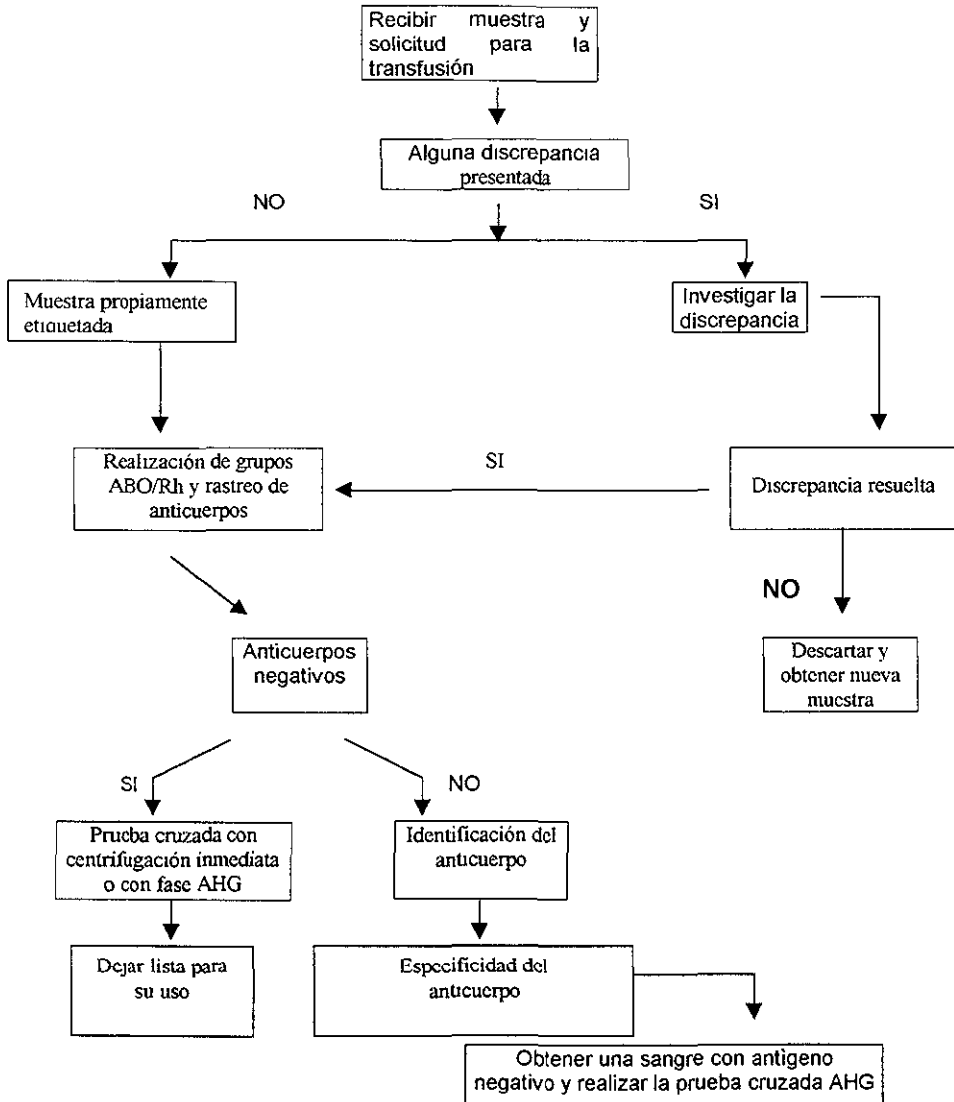 Recibir muestra y
solicitud para la
transfusión
Alguna discrepancia
presentada
NO
SI
Muestra propiamente
etiquetada
Investigar la
discrepancia
Realización de grupos
ABO/Rh y rastreo de
anticuerpos
SI
Discrepancia resuelta
NO
Anticuerpos
negativos
Descartar y
obtener nueva
muestra
SI
NO
Prueba cruzada con
centrifugación inmediata
o con fase AHG
Identificación del
anticuerpo
Dejar lista para
su uso
Especificidad del
anticuerpo
Obtener una sangre con antígeno
negativo y realizar la prueba cruzada AHG